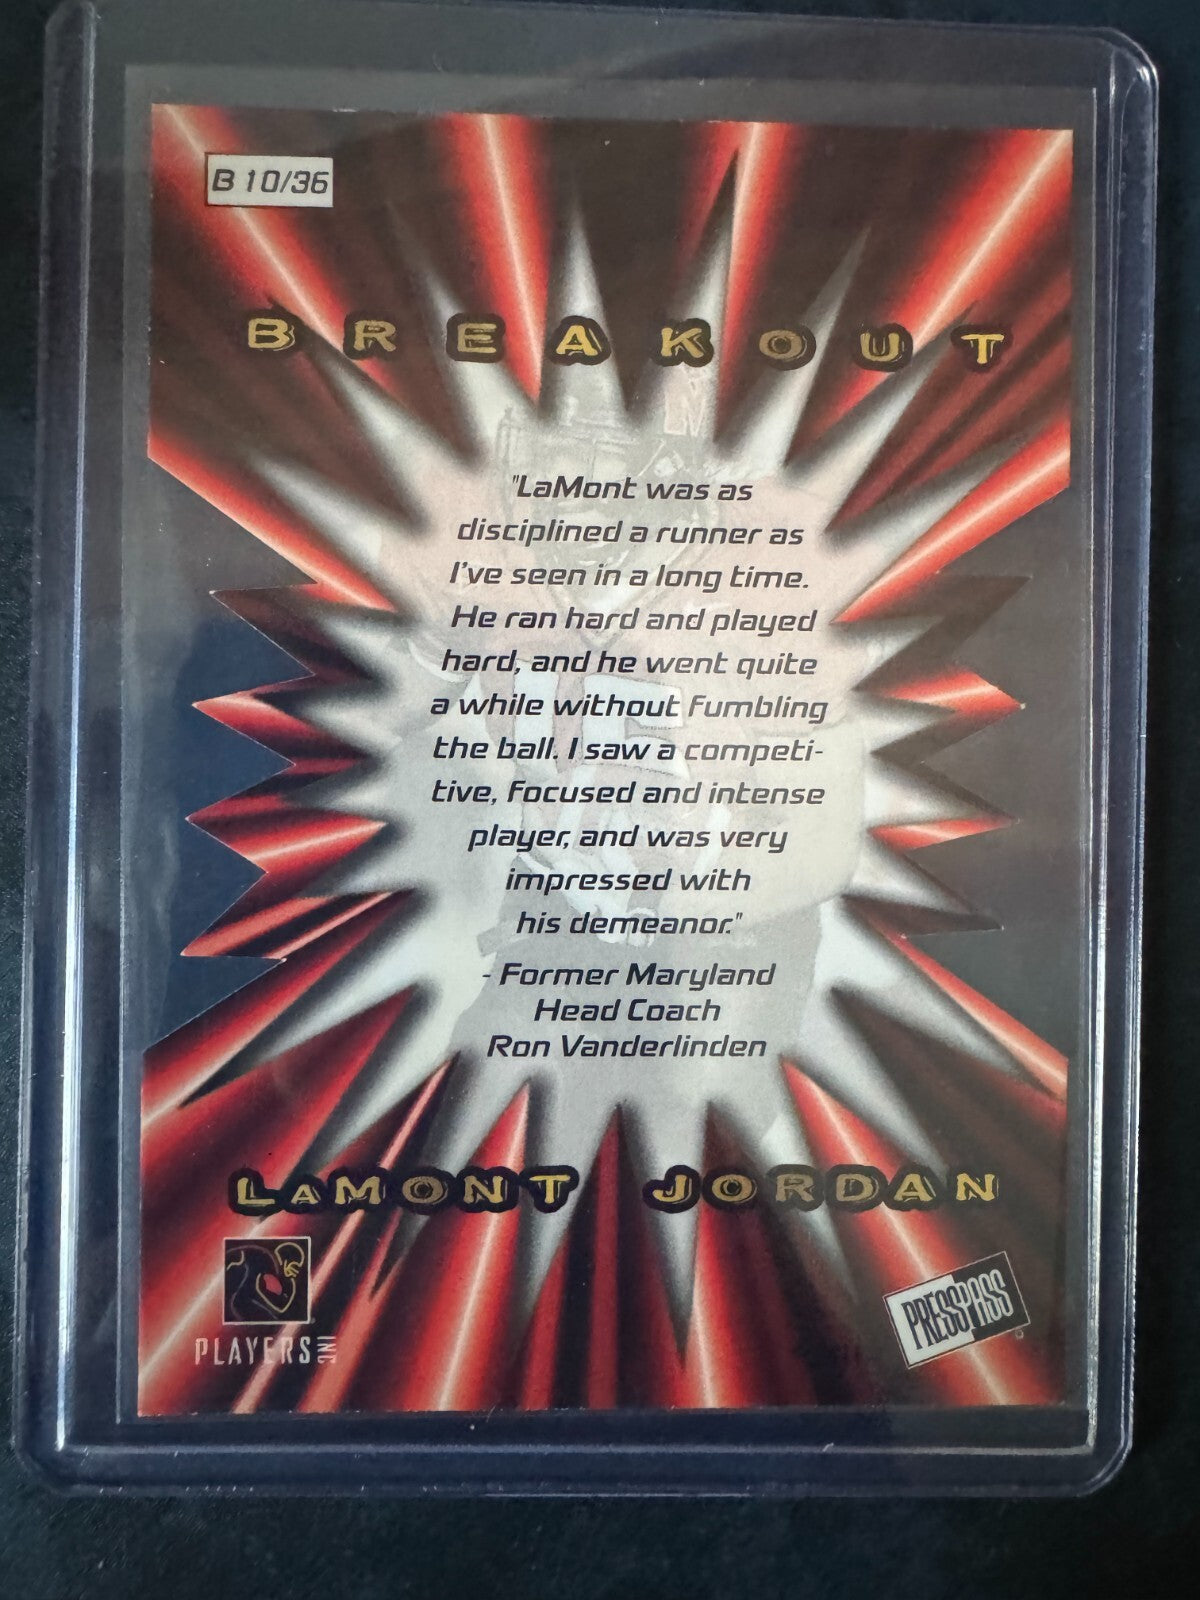 B 10/36
BREAKOUT
"LaMont was as
disciplined a runner as
I've seen in a long time.
He ran hard and played
hard, and he went quite
a while without fumbling
the ball. I saw a competi-
tive, focused and intense
player, and was very
impressed with
his demeanor."
- Former Maryland
Head Coach
Ron Vanderlinden
LAMONT JORDAN
PLAYERS INC
PRESS PASS